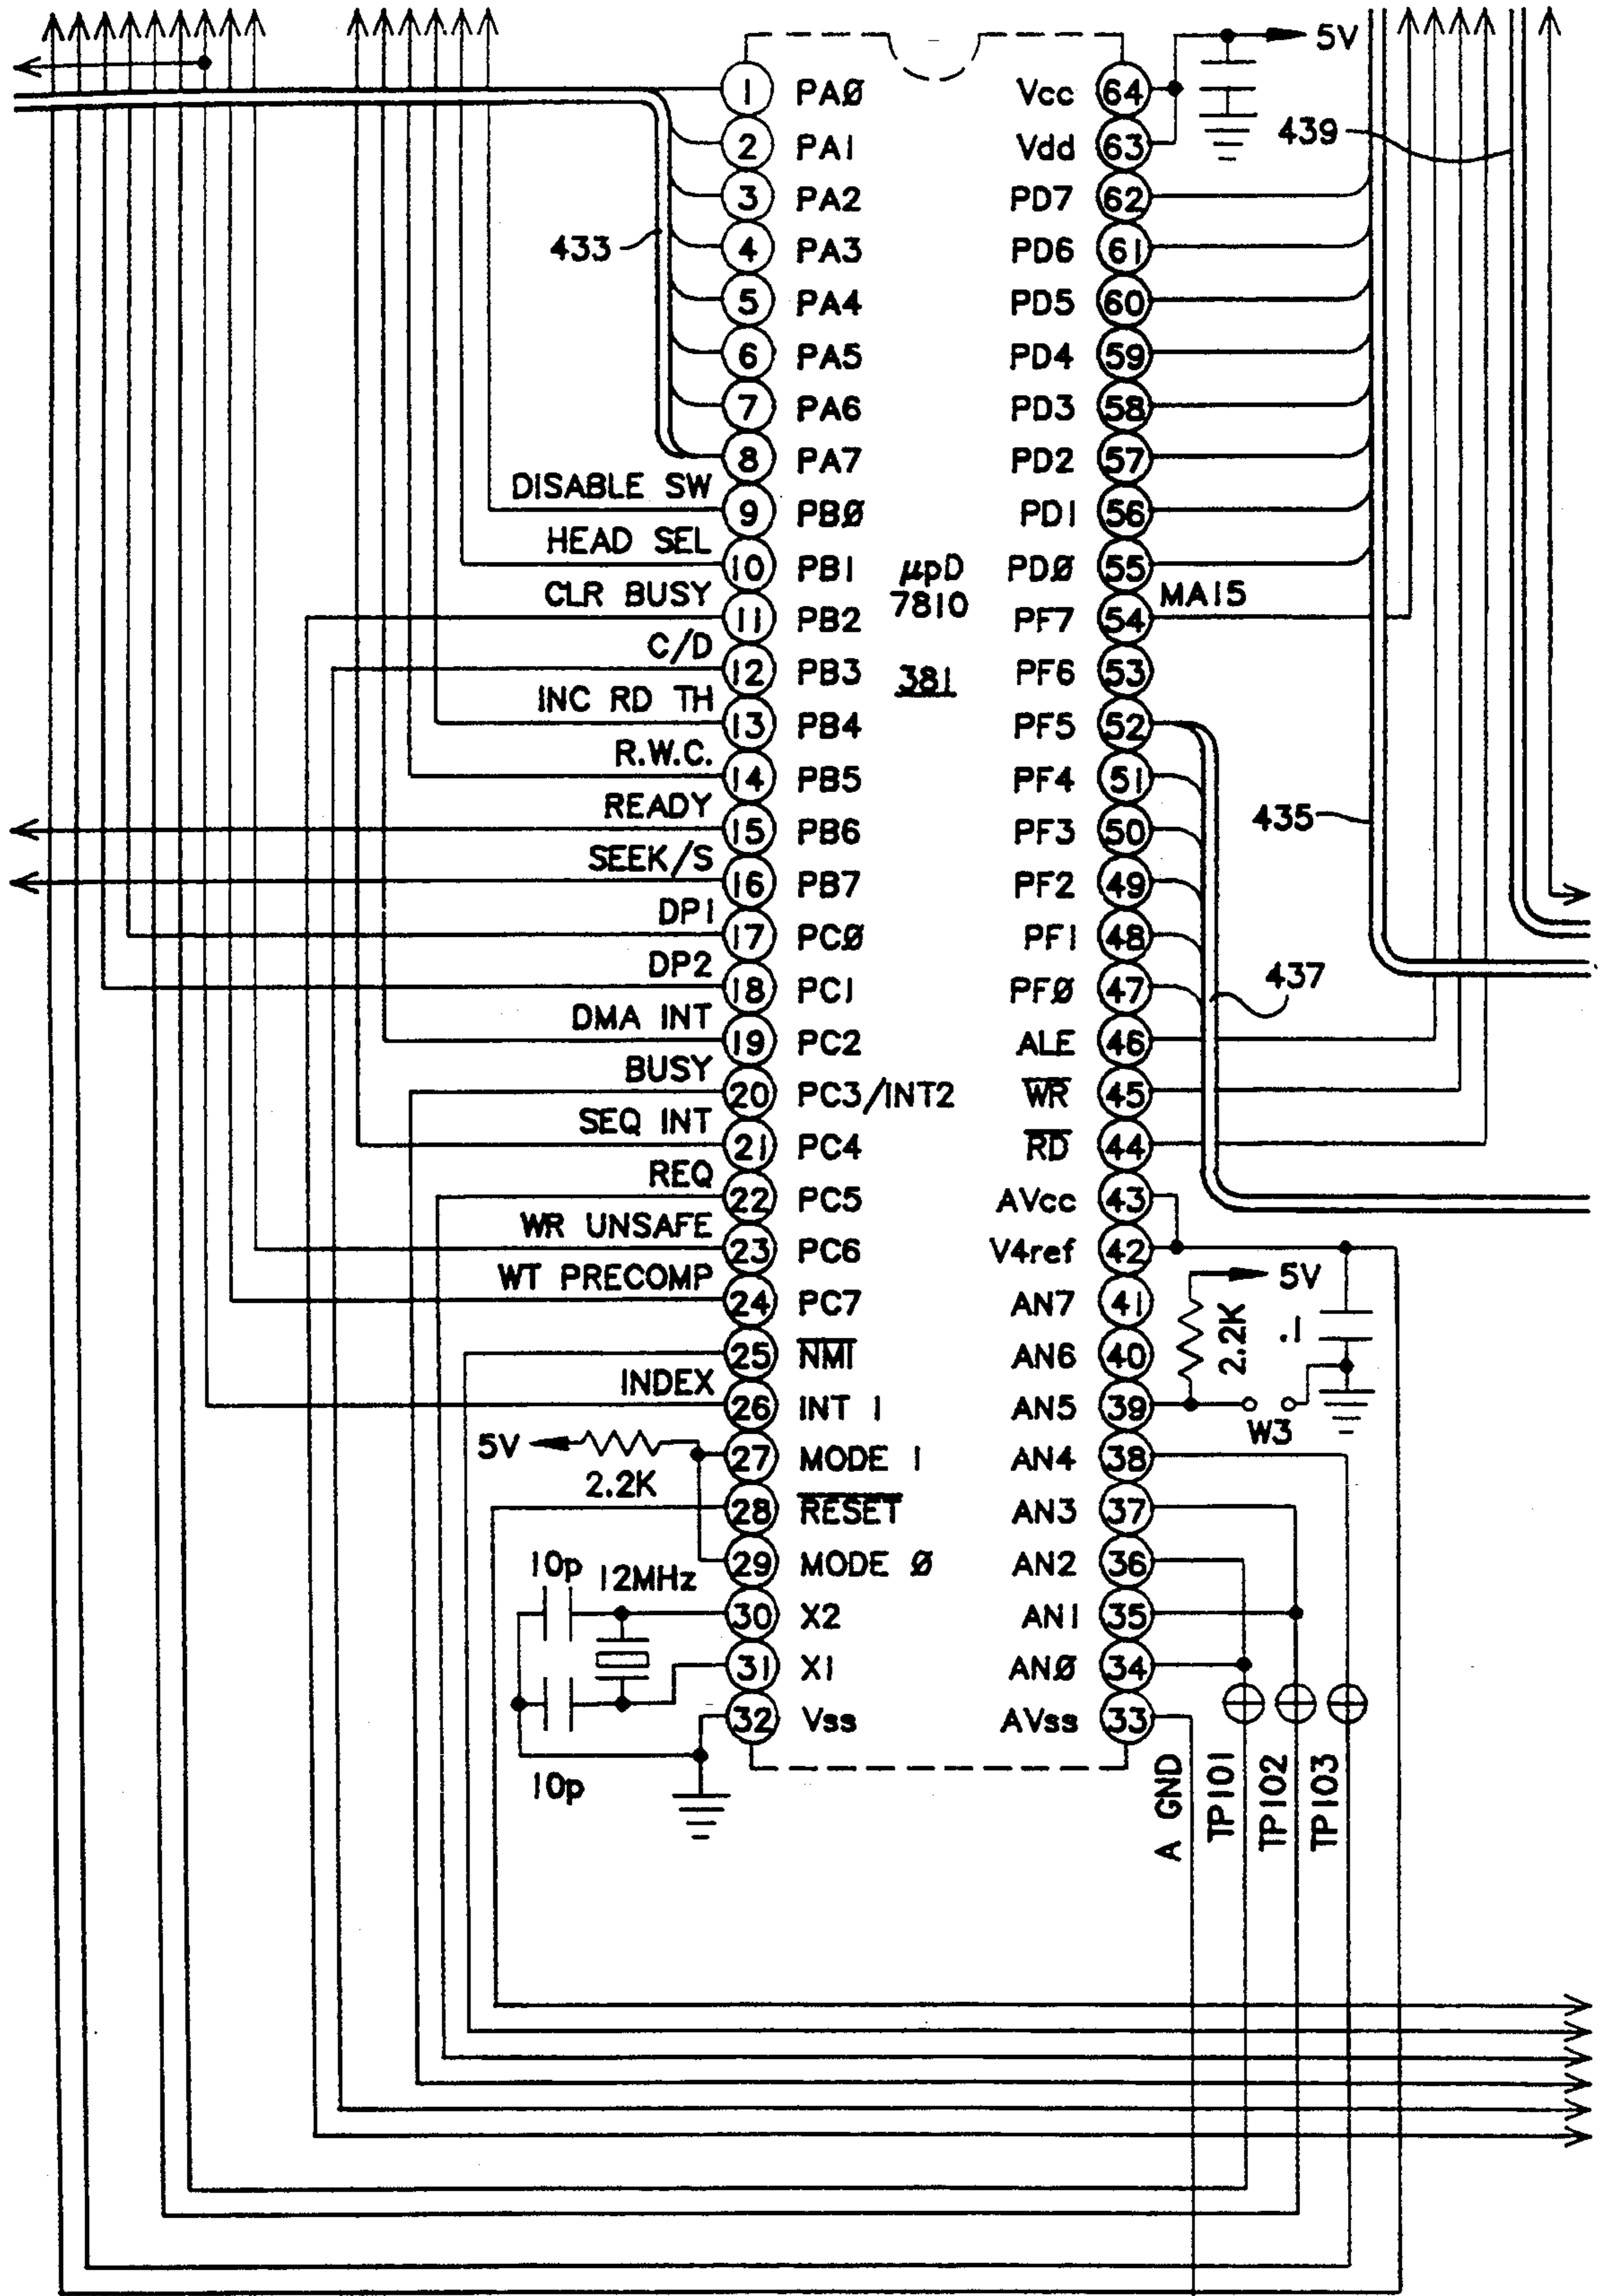 5V
1 PAØ Vcc 64
439
2 PA1 Vdd 63
3 PA2 PD7 62
433
4 PA3 PD6 61
5 PA4 PD5 60
6 PA5 PD4 59
7 PA6 PD3 58
8 PA7 PD2 57
DISABLE SW
9 PBØ PD1 56
HEAD SEL
10 PB1 μpD PDØ 55
CLR BUSY 7810 MA15
11 PB2 PF7 54
C/D
12 PB3 381 PF6 53
INC RD TH
13 PB4 PF5 52
R.W.C.
14 PB5 PF4 51
READY
15 PB6 PF3 50 435
SEEK/S
16 PB7 PF2 49
DP1
17 PCØ PF1 48
DP2
18 PC1 PFØ 47 437
DMA INT
19 PC2 ALE 46
BUSY
20 PC3/INT2 WR 45
SEQ INT
21 PC4 RD 44
REQ
22 PC5 AVcc 43
WR UNSAFE
23 PC6 V4ref 42
WT PRECOMP 5V
24 PC7 AN7 41
2.2K .1
25 NMI AN6 40
INDEX
26 INT 1 AN5 39
W3
5V
27 MODE 1 AN4 38
2.2K
28 RESET AN3 37
29 MODE Ø AN2 36
10p 12MHz
30 X2 AN1 35
31 X1 ANØ 34
32 Vss AVss 33
10p
A GND
TP101
TP102
TP103